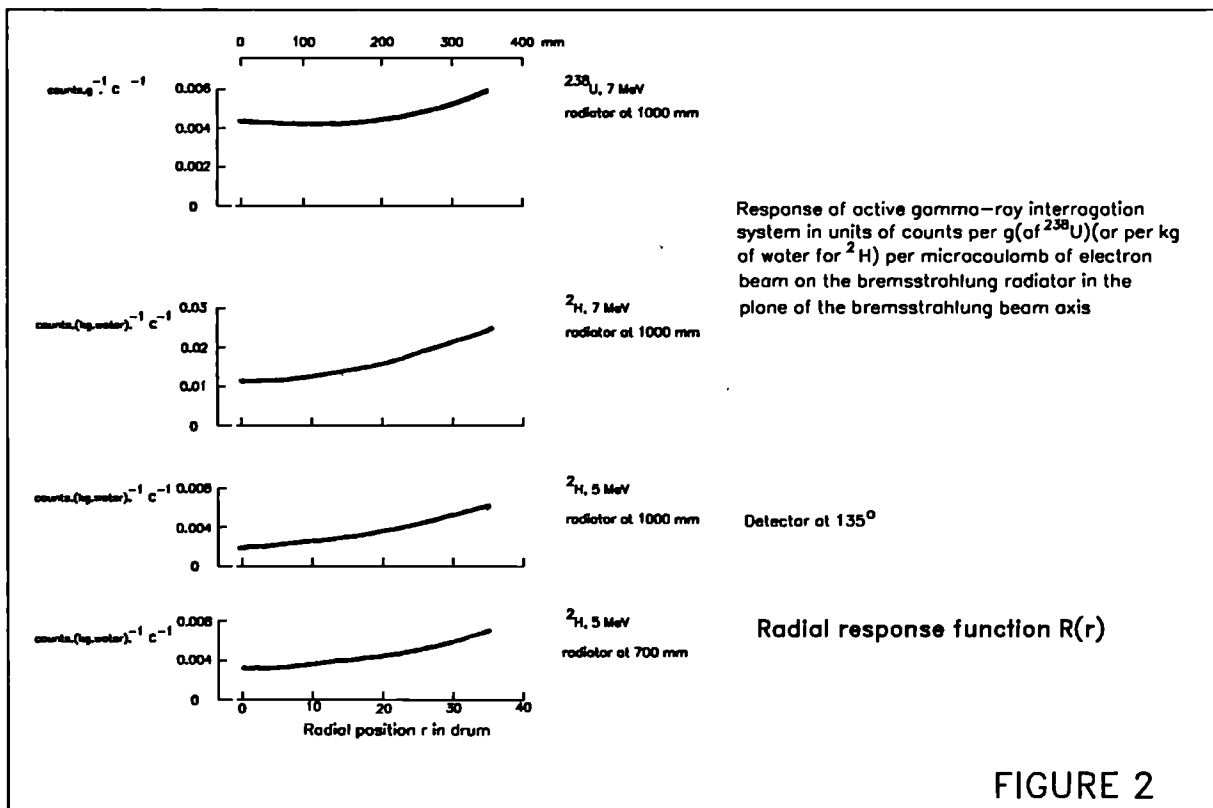 0 100 200 300 400 mm
counts.g⁻¹. C ⁻¹
0.006
0.004
0.002
0
²³⁸U, 7 MeV
radiator at 1000 mm
Response of active gamma-ray interrogation
system in units of counts per g(of ²³⁸U)(or per kg
of water for ²H) per microcoulomb of electron
beam on the bremsstrahlung radiator in the
plane of the bremsstrahlung beam axis
counts.(kg.water).⁻¹ C⁻¹
0.03
0.02
0.01
0
²H, 7 MeV
radiator at 1000 mm
counts.(kg.water).⁻¹ C⁻¹
0.008
0.004
0
²H, 5 MeV
radiator at 1000 mm
Detector at 135°
counts.(kg.water).⁻¹ C⁻¹
0.008
0.004
0
²H, 5 MeV
radiator at 700 mm
Radial response function R(r)
0 10 20 30 40
Radial position r in drum
FIGURE 2